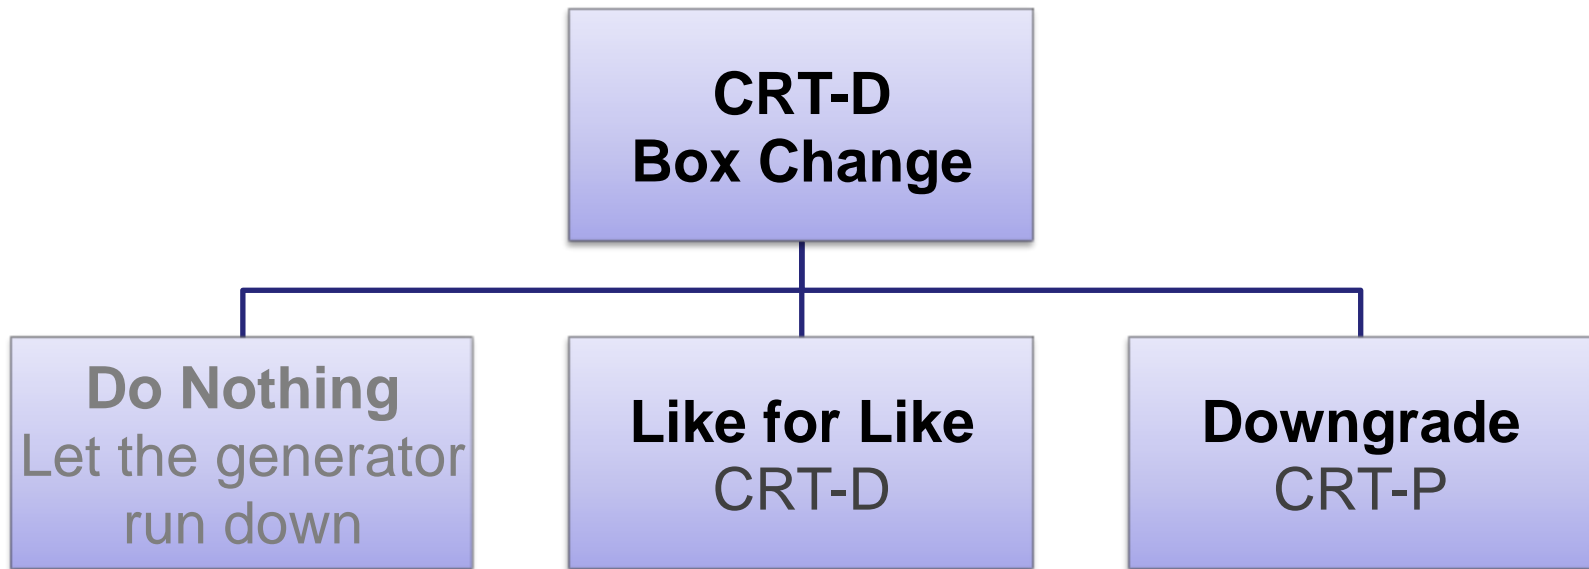 CRT-D
Box Change
Do Nothing
Let the generator
run down
Like for Like
CRT-D
Downgrade
CRT-P